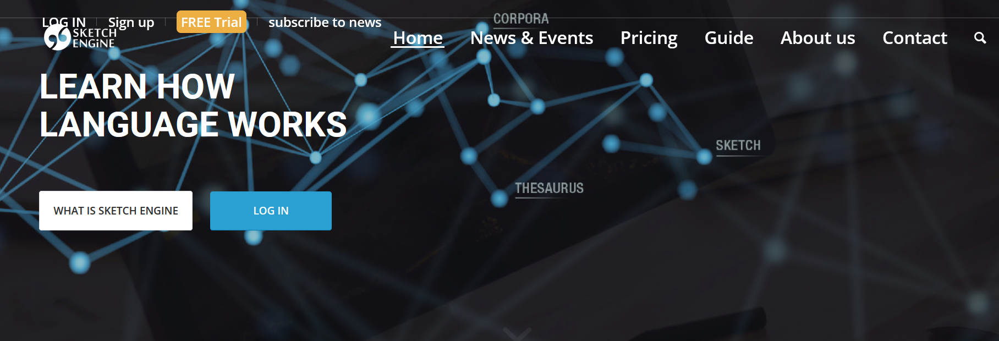 LOG IN Sign up FREE Trial subscribe to news
SKETCH
ENGiNE
Home News & Events Pricing Guide About us Contact
CORPORA
LEARN HOW
LANGUAGE WORKS
SKETCH
THESAURUS
WHAT IS SKETCH ENGINE
LOG IN